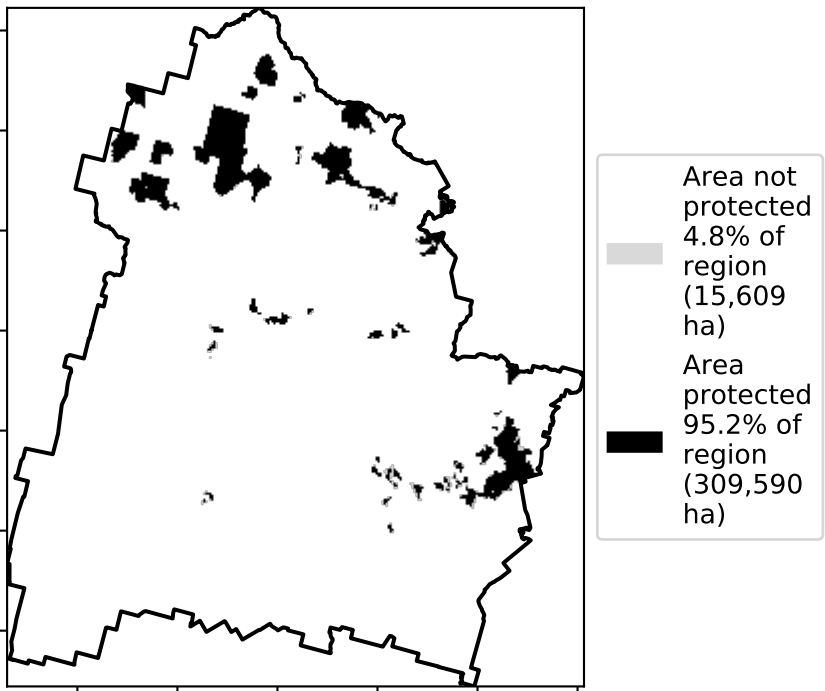 Area not
protected
4.8% of
region
(15,609
ha)
Area
protected
95.2% of
region
(309,590
ha)